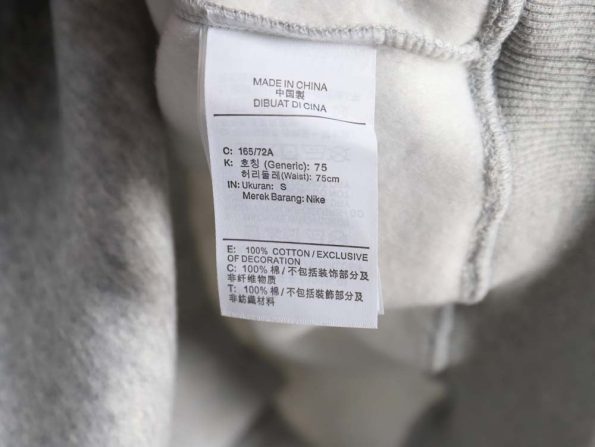 MADE IN CHINA
中国製
DIBUAT DI CINA
C: 165/72A
K: 호칭 (Generic): 75
허리둘레(Waist): 75cm
IN: Ukuran: S
Merek Barang: Nike
E: 100% COTTON / EXCLUSIVE
OF DECORATION
C: 100% 棉 / 不包括装饰部分及
非纤维物质
T: 100% 棉 / 不包括裝飾部分及
非紡織材料